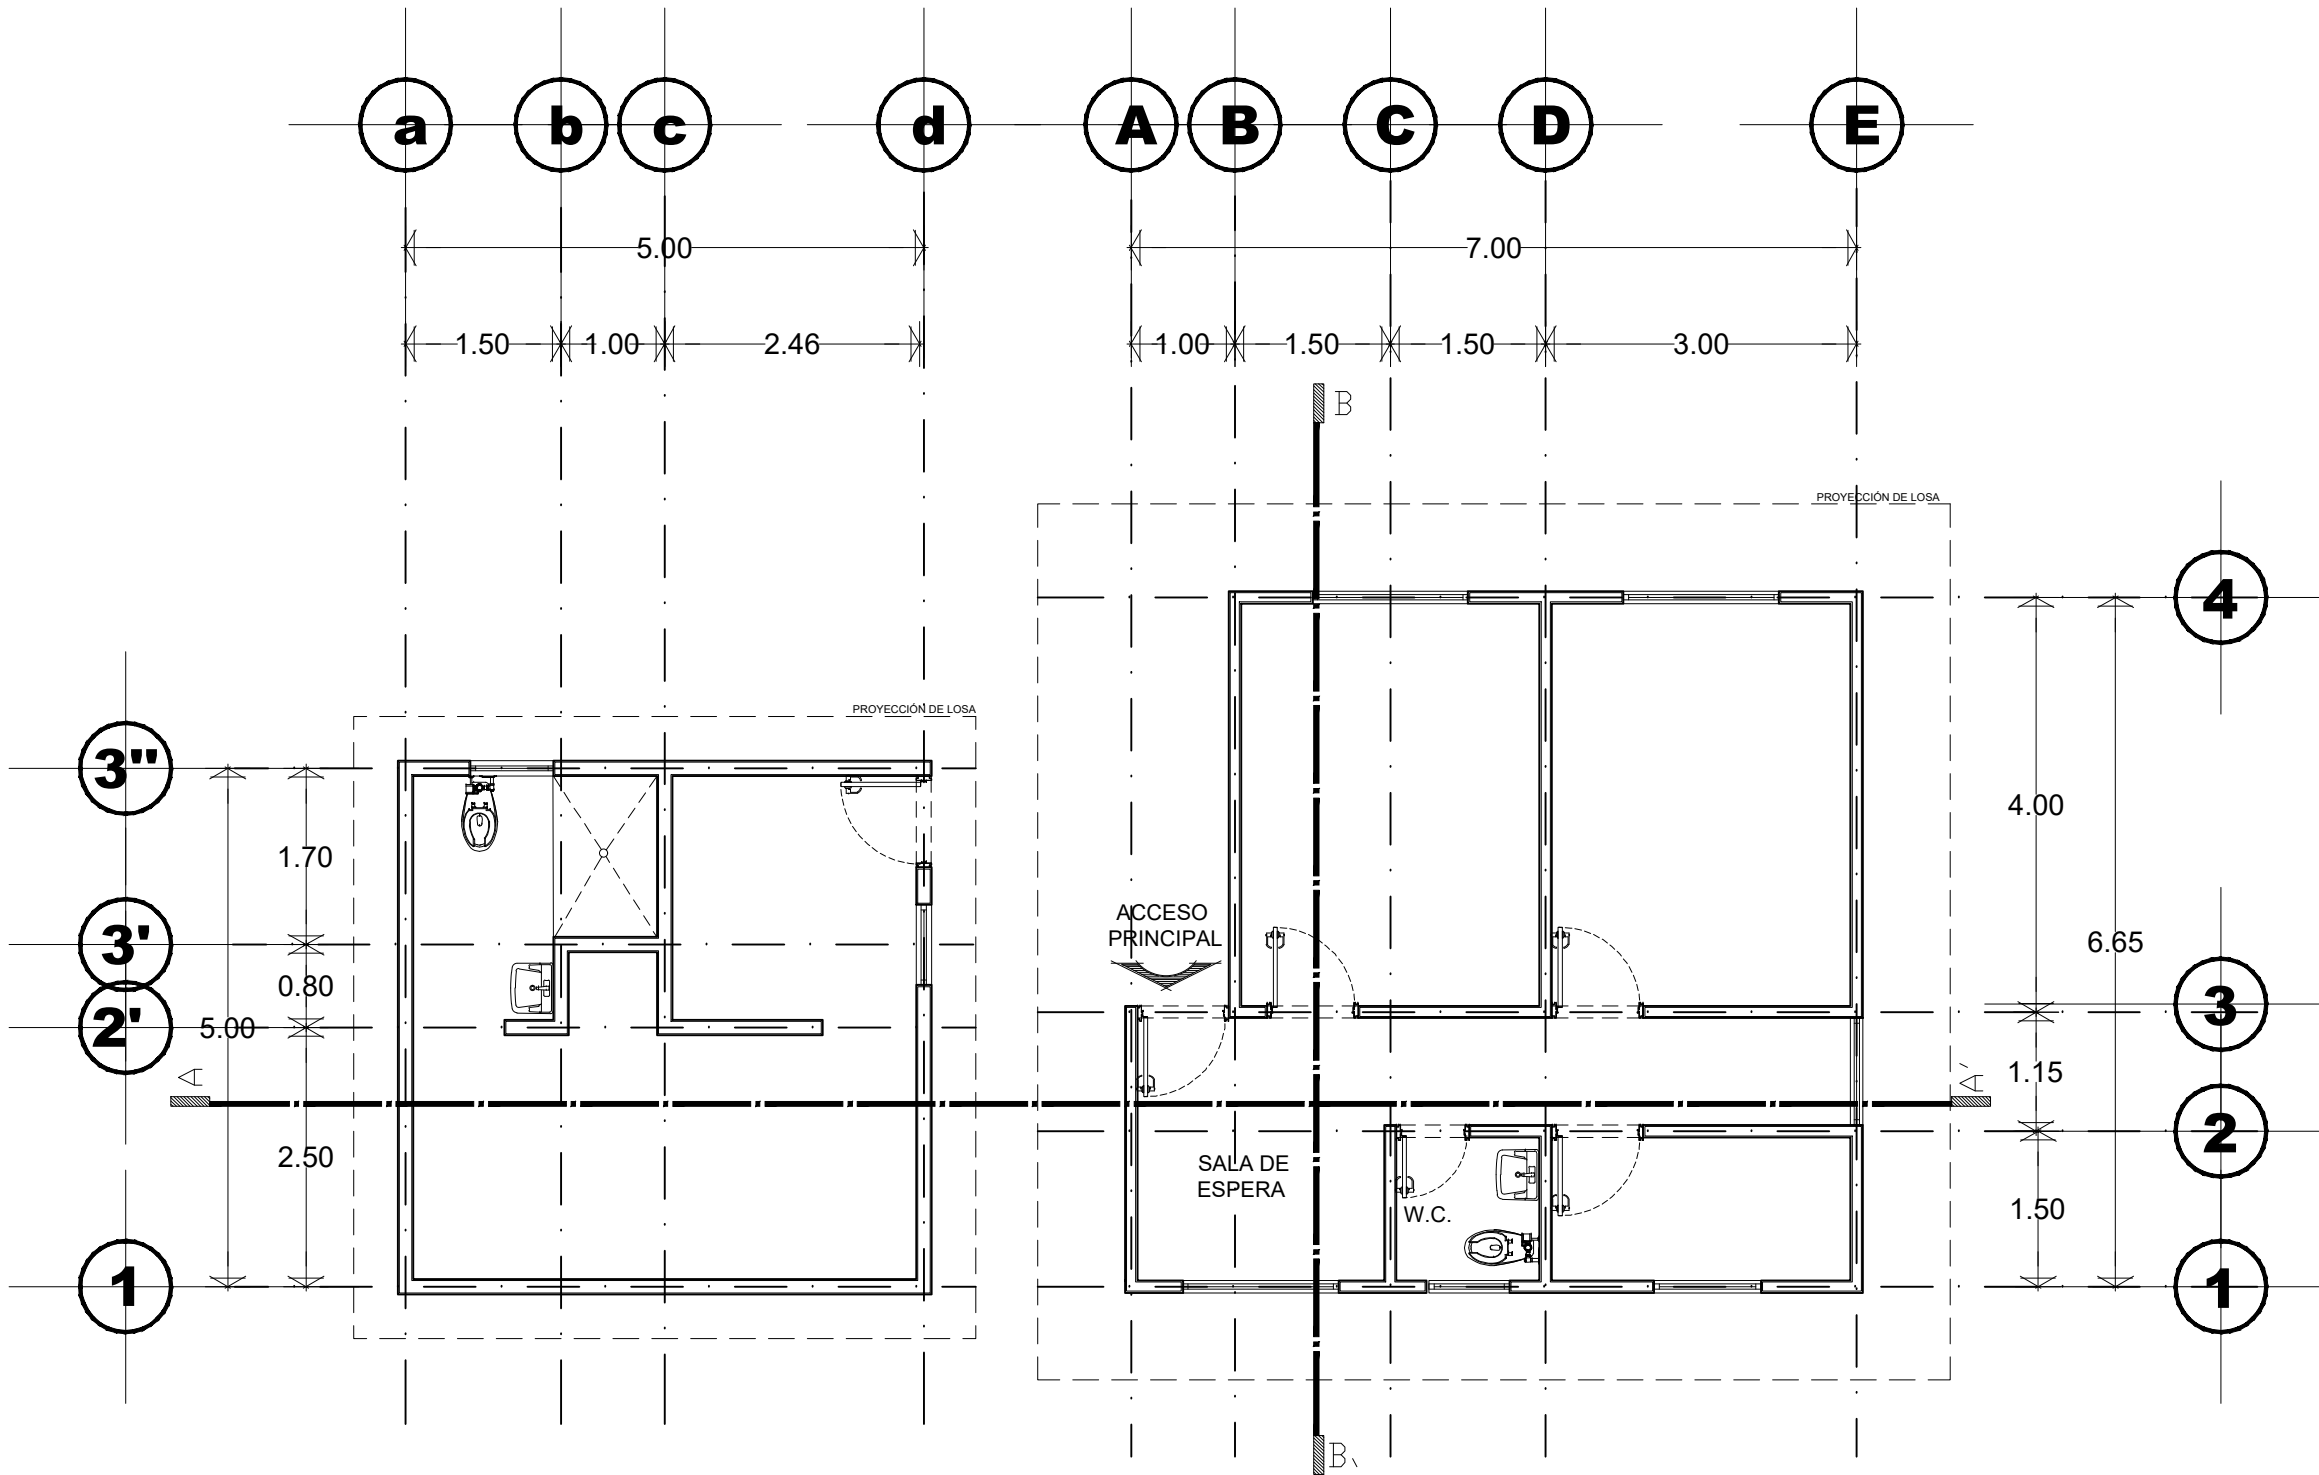 a b c d A B C D E
5.00 7.00
1.50 1.00 2.46 1.00 1.50 1.50 3.00
B
PROYECCIÓN DE LOSA
4
PROYECCIÓN DE LOSA
3"
4.00
1.70
ACCESO
PRINCIPAL
3'
6.65
0.80
3
2'
5.00
A
1.15
A'
2
2.50
SALA DE
ESPERA
1.50
W.C.
1
1
B`